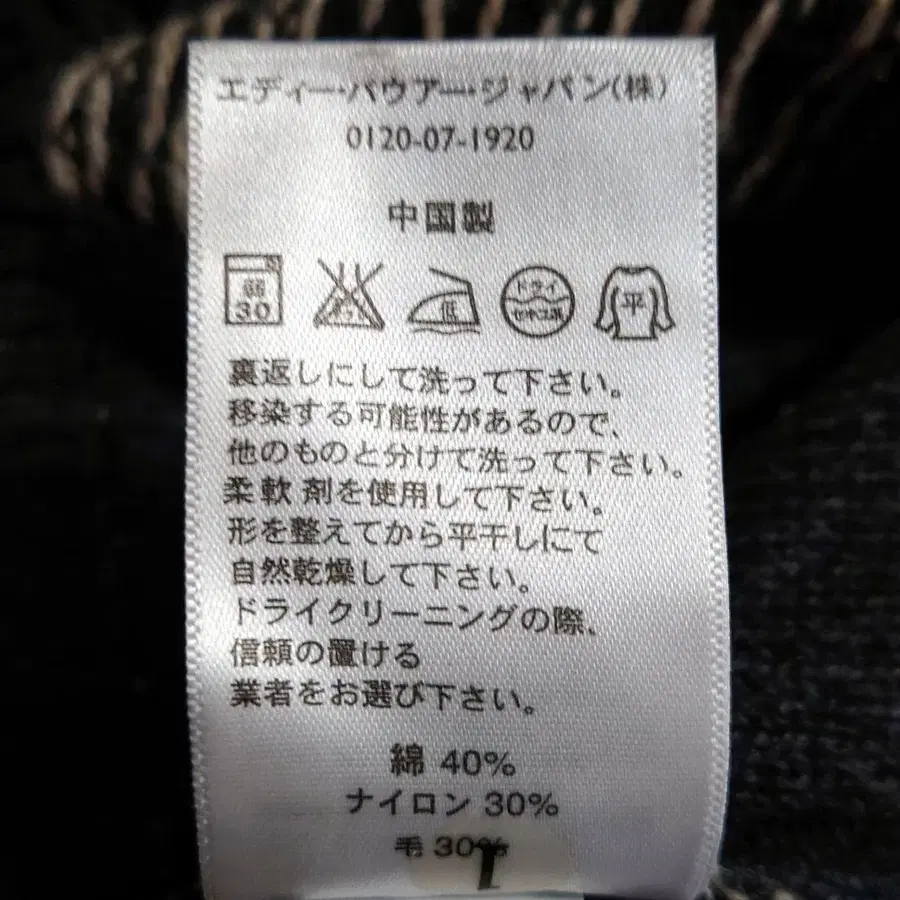 エディー・バウアー・ジャパン(株)
0120-07-1920
中国製
弱 30 低 ドライ セキユ系 平
裏返しにして洗って下さい。
移染する可能性があるので、
他のものと分けて洗って下さい。
柔軟剤を使用して下さい。
形を整えてから平干しにて
自然乾燥して下さい。
ドライクリーニングの際、
信頼の置ける
業者をお選び下さい。
綿 40%
ナイロン 30%
毛 30%
1